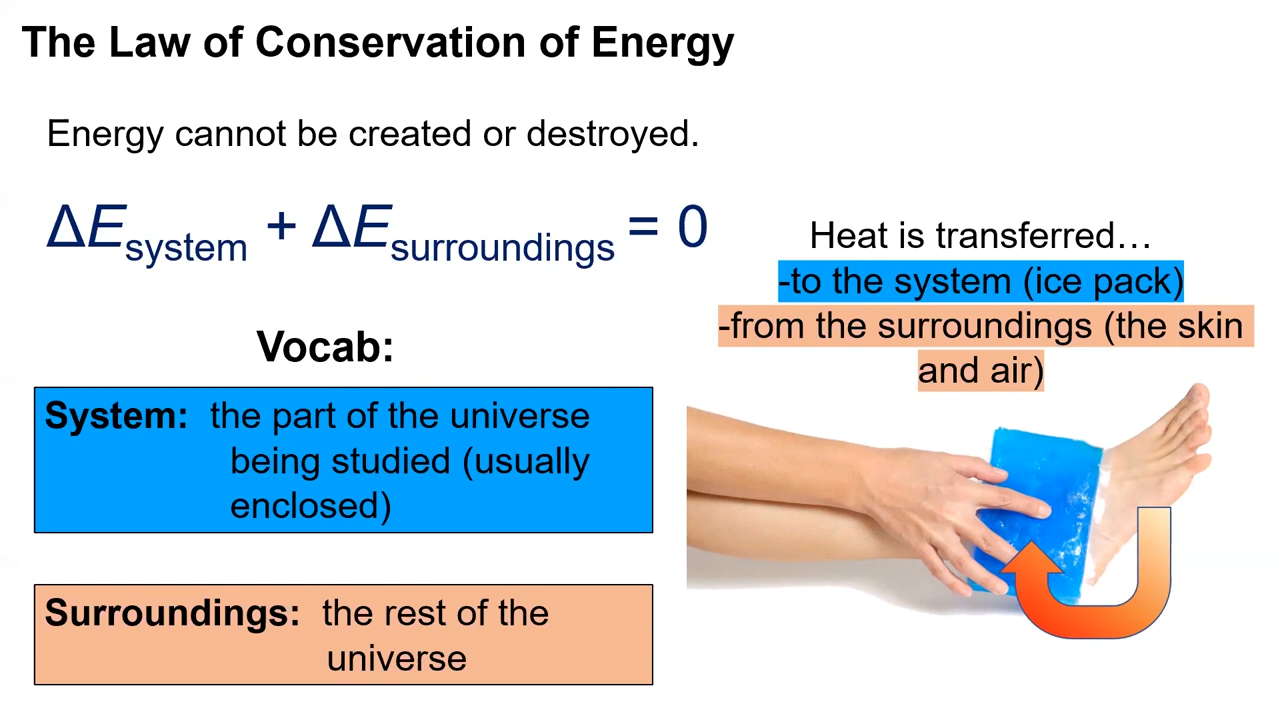 The Law of Conservation of Energy
Energy cannot be created or destroyed.
ΔEsystem + ΔEsurroundings = 0
Heat is transferred…
-to the system (ice pack)
-from the surroundings (the skin
and air)
Vocab:
System: the part of the universe
being studied (usually
enclosed)
Surroundings: the rest of the
universe